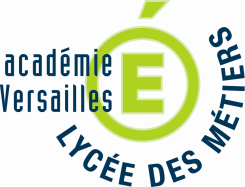 académie
Versailles
É
LYCÉE DES MÉTIERS